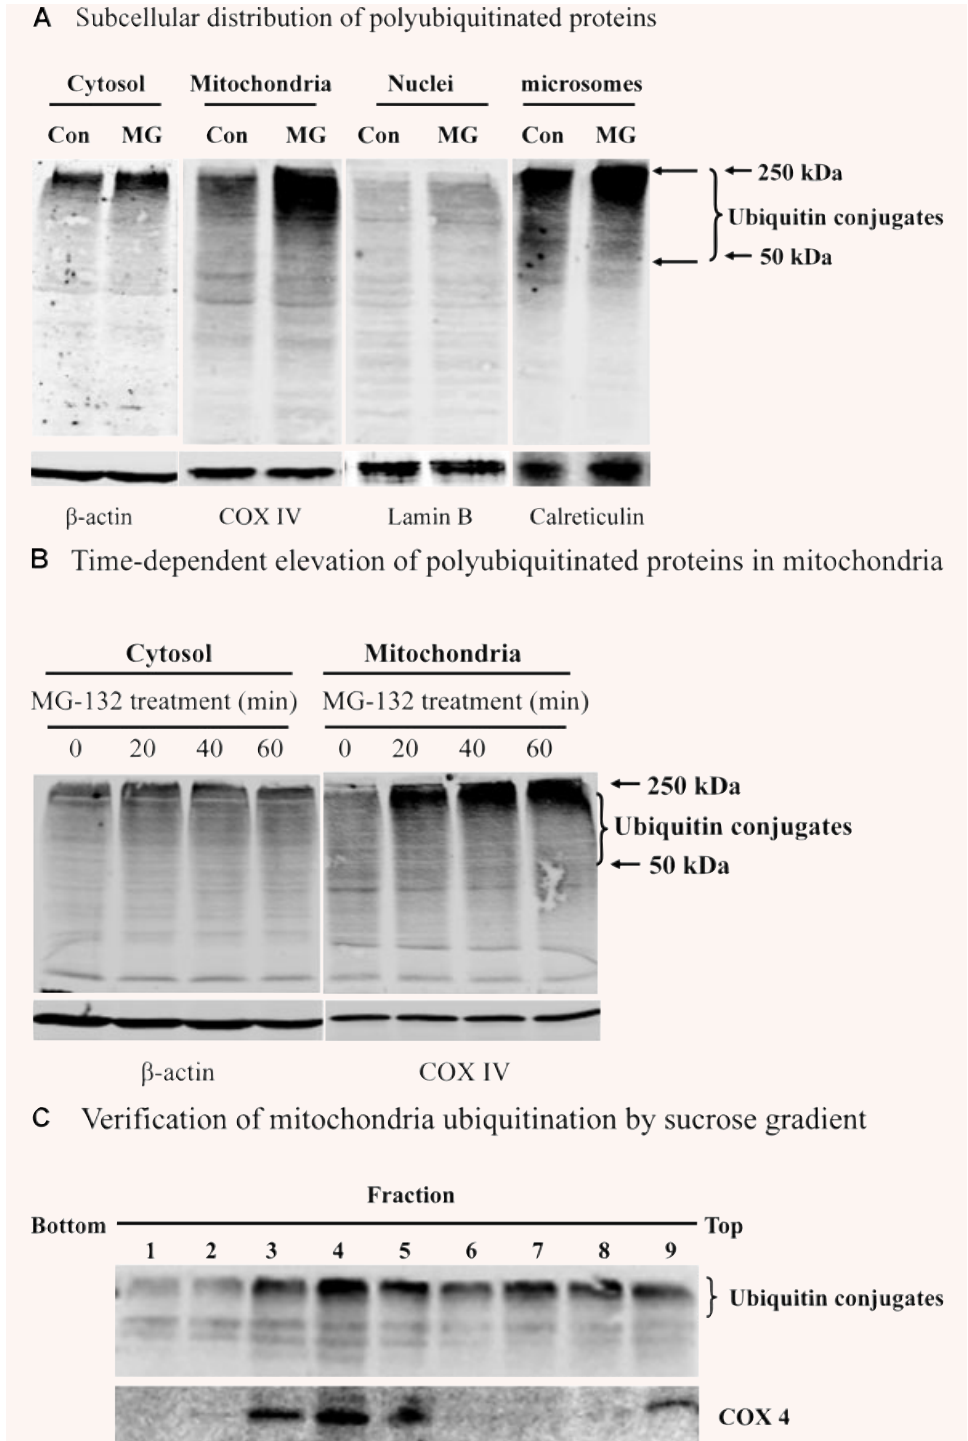 A Subcellular distribution of polyubiquitinated proteins
Cytosol Mitochondria Nuclei microsomes
Con MG Con MG Con MG Con MG
250 kDa
Ubiquitin conjugates
50 kDa
β-actin COX IV Lamin B Calreticulin
B Time-dependent elevation of polyubiquitinated proteins in mitochondria
Cytosol Mitochondria
MG-132 treatment (min) MG-132 treatment (min)
0 20 40 60 0 20 40 60
250 kDa
Ubiquitin conjugates
50 kDa
β-actin COX IV
C Verification of mitochondria ubiquitination by sucrose gradient
Fraction
Bottom Top
1 2 3 4 5 6 7 8 9
Ubiquitin conjugates
COX 4